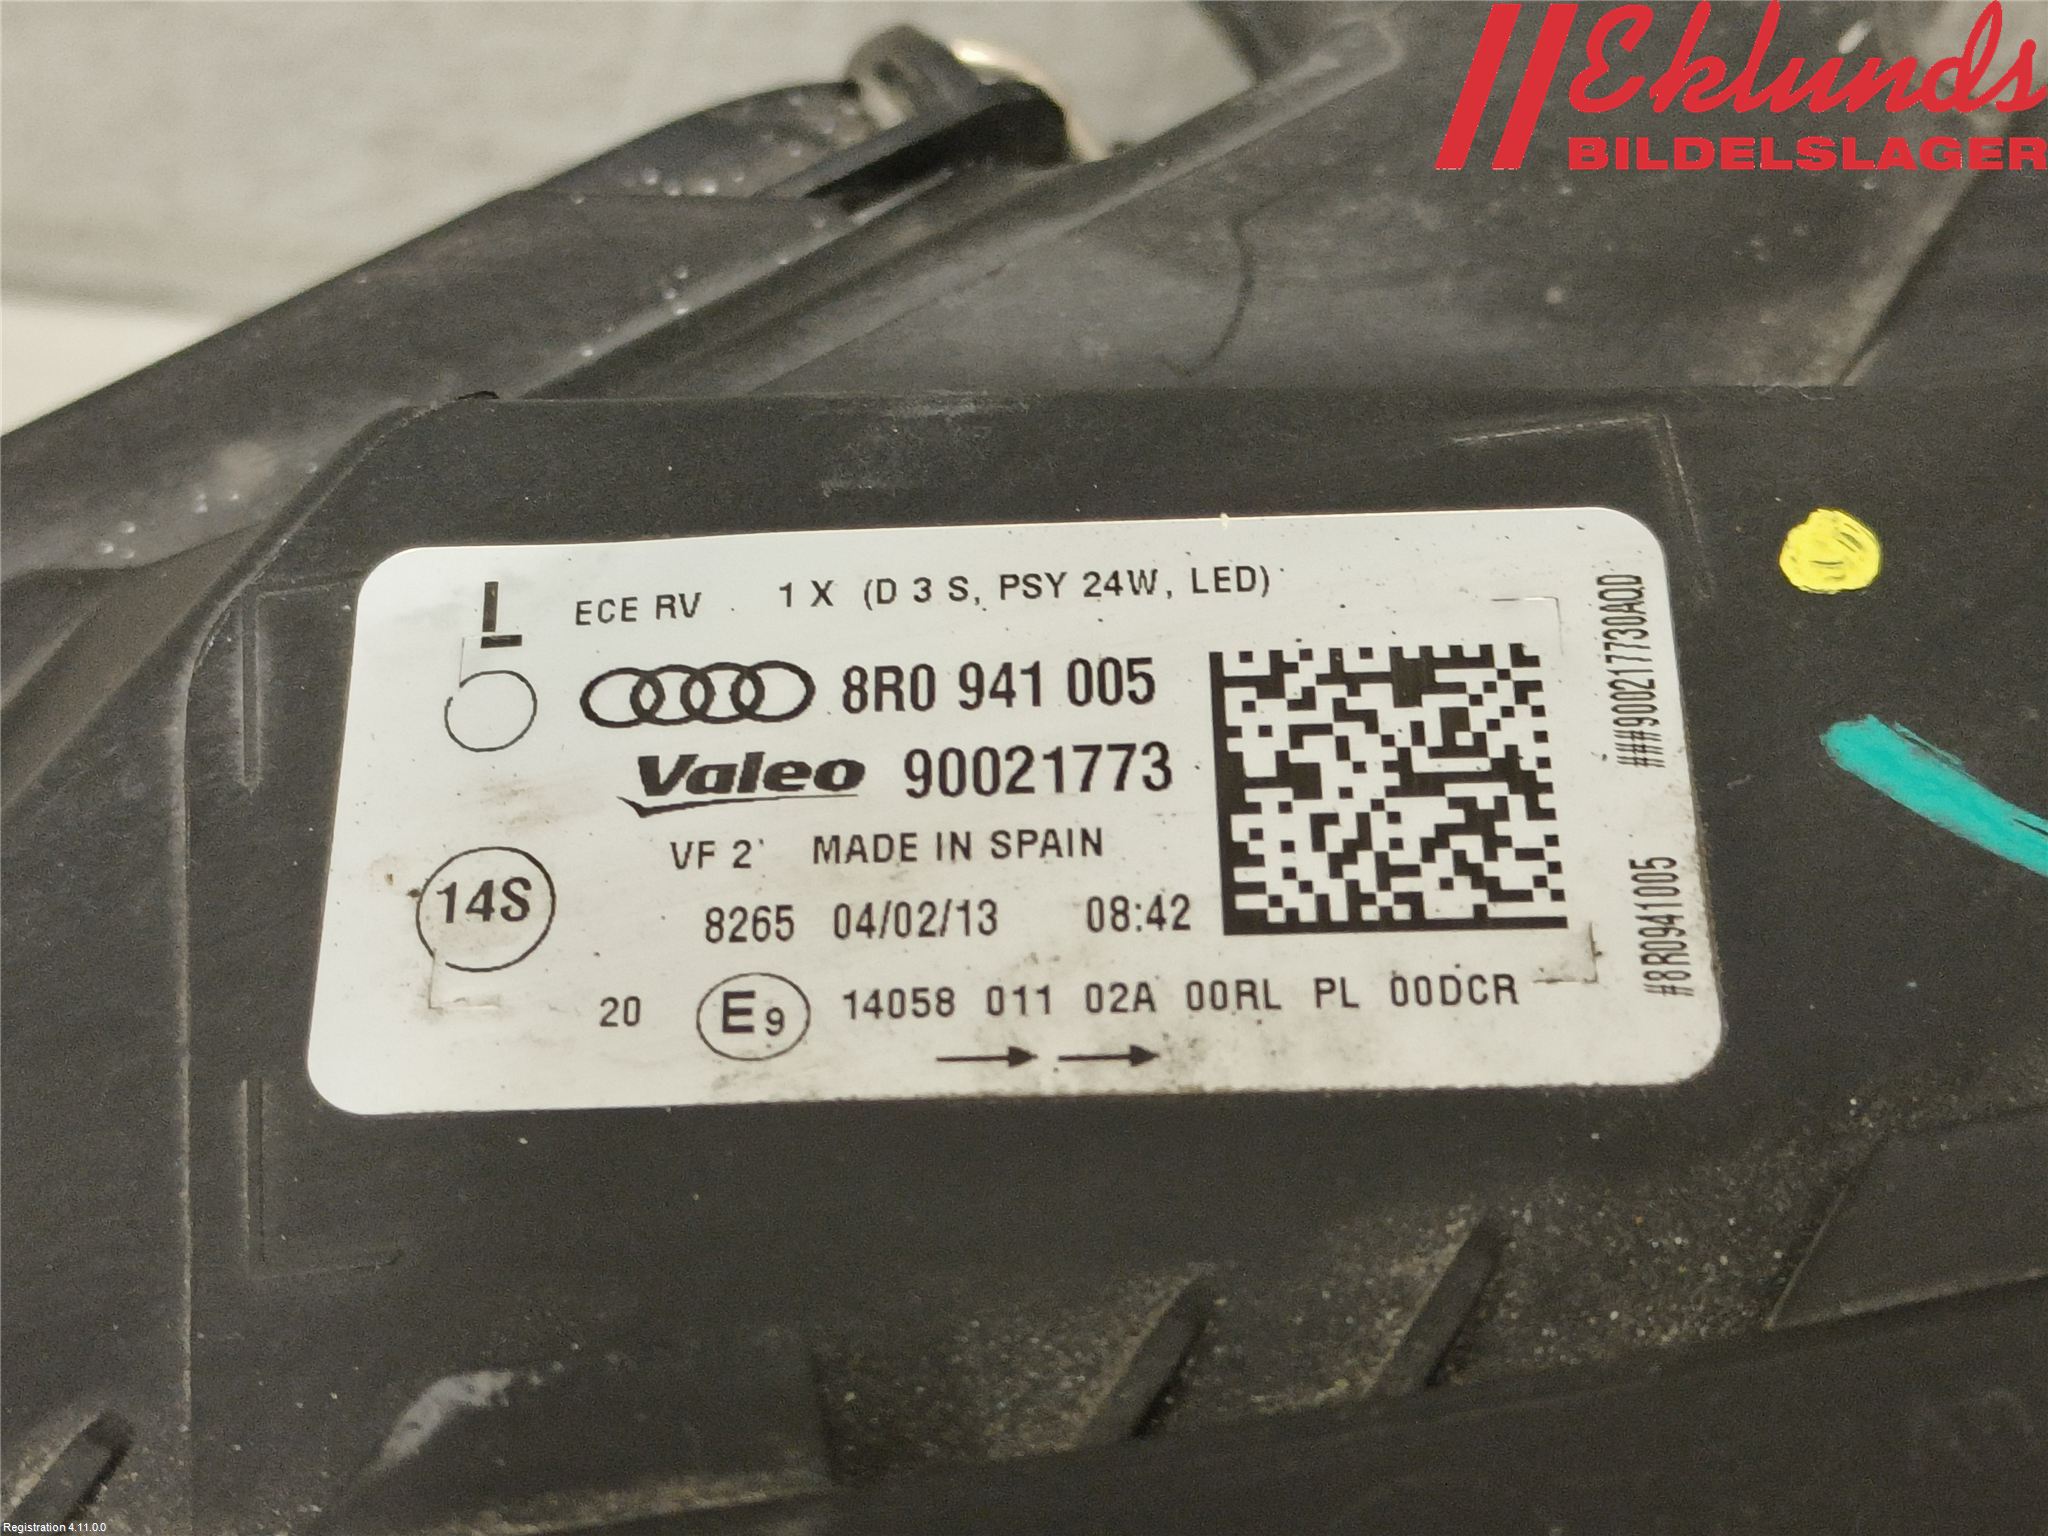 Eklunds
BILDELSLAGER
L
ECE RV 1 X (D 3 S, PSY 24W, LED)
8R0 941 005
Valeo 90021773
VF 2 MADE IN SPAIN
14S
8265 04/02/13 08:42
20 E9 14058 011 02A 00RL PL 00DCR
###900217730AQD
#8R0941005
Registration 4.11.0.0